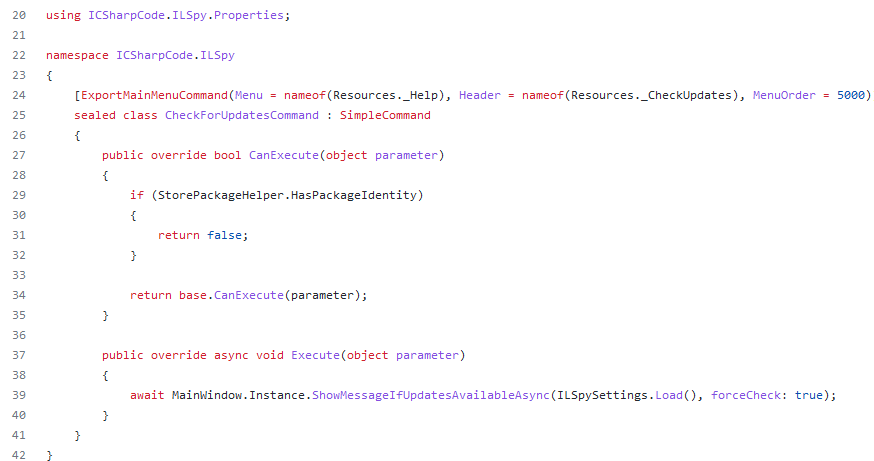 20 using ICSharpCode.ILSpy.Properties;
21
22 namespace ICSharpCode.ILSpy
23 {
24     [ExportMainMenuCommand(Menu = nameof(Resources._Help), Header = nameof(Resources._CheckUpdates), MenuOrder = 5000)]
25     sealed class CheckForUpdatesCommand : SimpleCommand
26     {
27         public override bool CanExecute(object parameter)
28         {
29             if (StorePackageHelper.HasPackageIdentity)
30             {
31                 return false;
32             }
33
34             return base.CanExecute(parameter);
35         }
36
37         public override async void Execute(object parameter)
38         {
39             await MainWindow.Instance.ShowMessageIfUpdatesAvailableAsync(ILSpySettings.Load(), forceCheck: true);
40         }
41     }
42 }